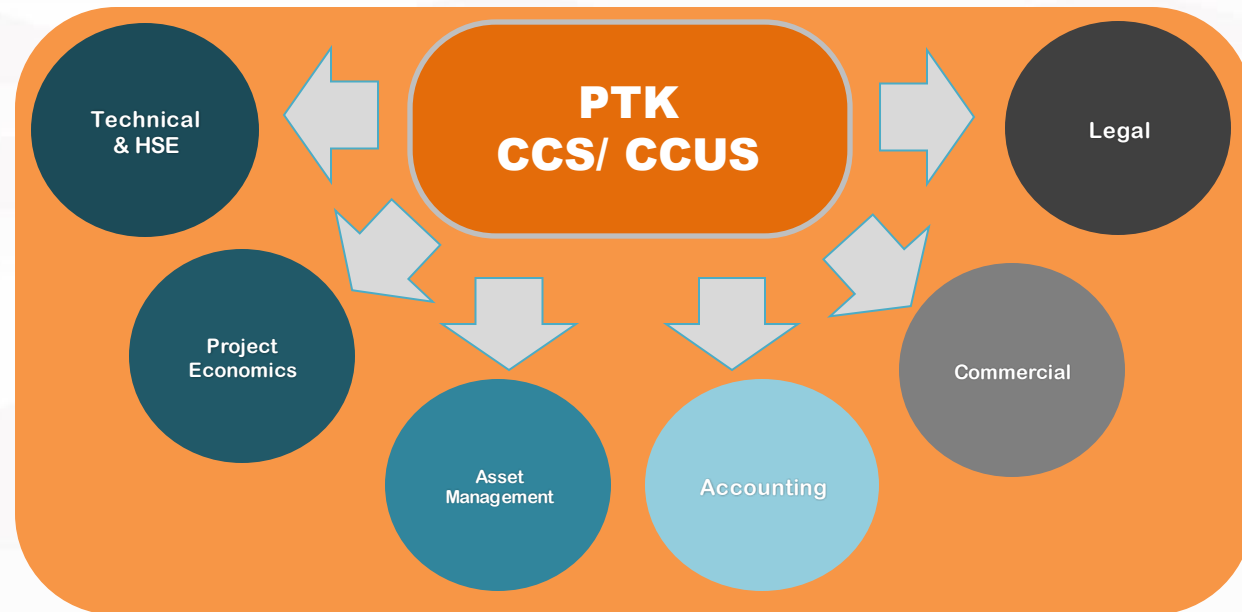 PTK
CCS/ CCUS
Technical
& HSE
Legal
Project
Economics
Commercial
Asset
Management
Accounting